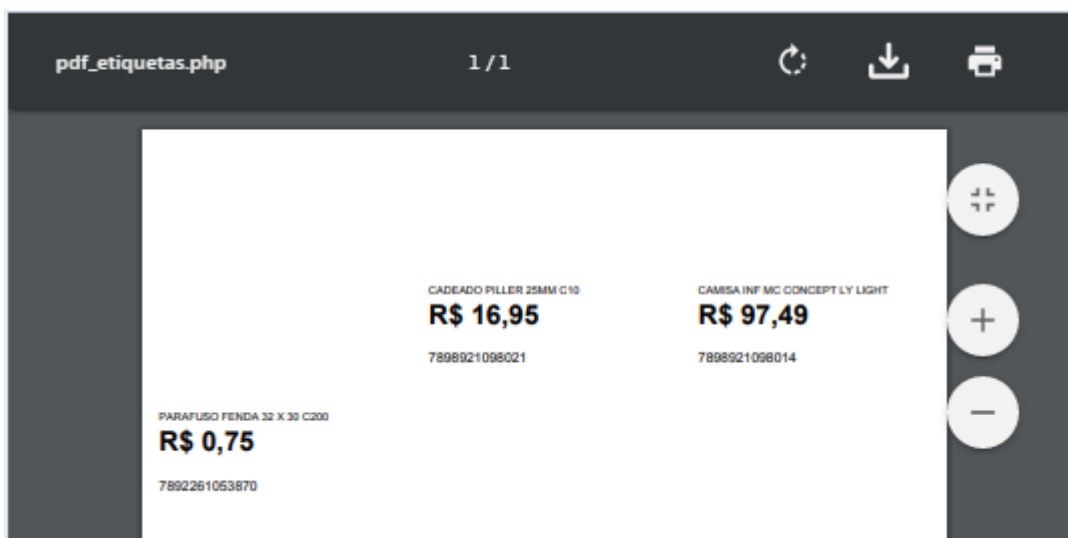 pdf_etiquetas.php
1 / 1
CADEADO PILLER 25MM C10
R$ 16,95
7898921098021
CAMISA INF MC CONCEPT LY LIGHT
R$ 97,49
7898921098014
PARAFUSO FENDA 32 X 30 C200
R$ 0,75
7892261053870